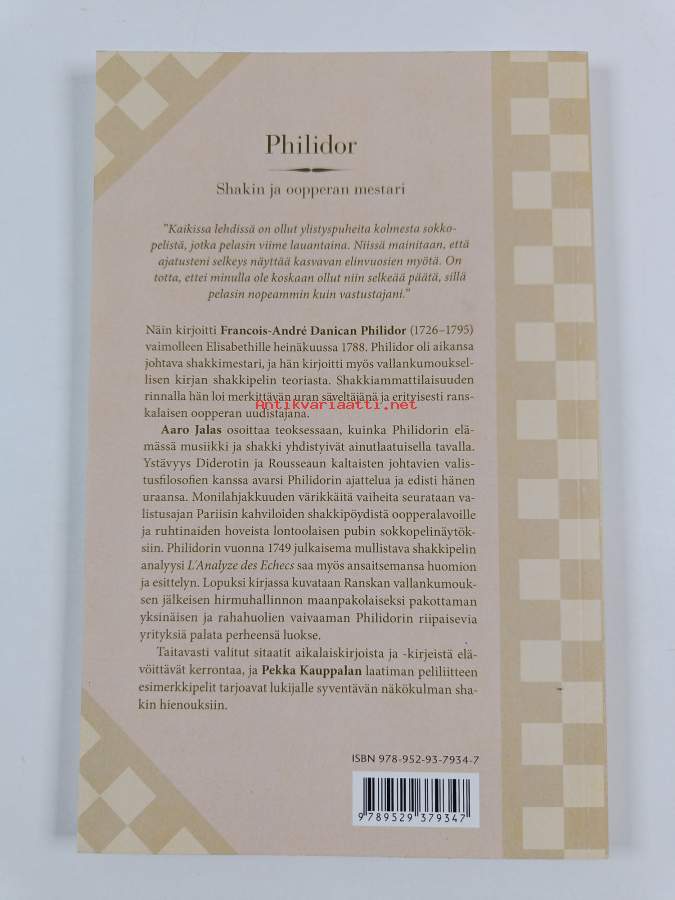 Philidor
Shakin ja oopperan mestari
"Kaikissa lehdissä on ollut ylistyspuheita kolmesta sokko-
pelistä, jotka pelasin viime lauantaina. Niissä mainitaan, että
ajatusteni selkeys näyttää kasvavan elinvuosien myötä. On
totta, ettei minulla ole koskaan ollut niin selkeää päätä, sillä
pelasin nopeammin kuin vastustajani."
Näin kirjoitti Francois-André Danican Philidor (1726–1795)
vaimolleen Elisabethille heinäkuussa 1788. Philidor oli aikansa
johtava shakkimestari, ja hän kirjoitti myös vallankumouksel-
lisen kirjan shakkipelin teoriasta. Shakkiammattilaisuuden
rinnalla hän loi merkittävän uran säveltäjänä ja erityisesti rans-
kalaisen oopperan uudistajana.
Antikvariaatti.net
Aaro Jalas osoittaa teoksessaan, kuinka Philidorin elä-
mässä musiikki ja shakki yhdistyivät ainutlaatuisella tavalla.
Ystävyys Diderotin ja Rousseaun kaltaisten johtavien valis-
tusfilosofien kanssa avarsi Philidorin ajattelua ja edisti hänen
uraansa. Monilahjakkuuden värikkäitä vaiheita seurataan va-
listusajan Pariisin kahviloiden shakkipöydistä oopperalavoille
ja ruhtinaiden hoveista lontoolaisen pubin sokkopelinäytök-
siin. Philidorin vuonna 1749 julkaisema mullistava shakkipelin
analyysi L'Analyze des Echecs saa myös ansaitsemansa huomion
ja esittelyn. Lopuksi kirjassa kuvataan Ranskan vallankumouk-
sen jälkeisen hirmuhallinnon maanpakolaiseksi pakottaman
yksinäisen ja rahahuolien vaivaaman Philidorin riipaisevia
yrityksiä palata perheensä luokse.
Taitavasti valitut sitaatit aikalaiskirjoista ja -kirjeistä elä-
vöittävät kerrontaa, ja Pekka Kauppalan laatiman peliliitteen
esimerkkipelit tarjoavat lukijalle syventävän näkökulman sha-
kin hienouksiin.
ISBN 978-952-93-7934-7
9 789529 379347